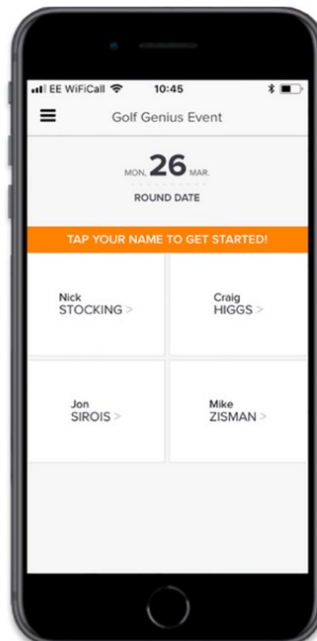 EE WiFiCall 10:45
Golf Genius Event
MON, 26 MAR.
ROUND DATE
TAP YOUR NAME TO GET STARTED!
Nick
STOCKING >
Craig
HIGGS >
Jon
SIROIS >
Mike
ZISMAN >